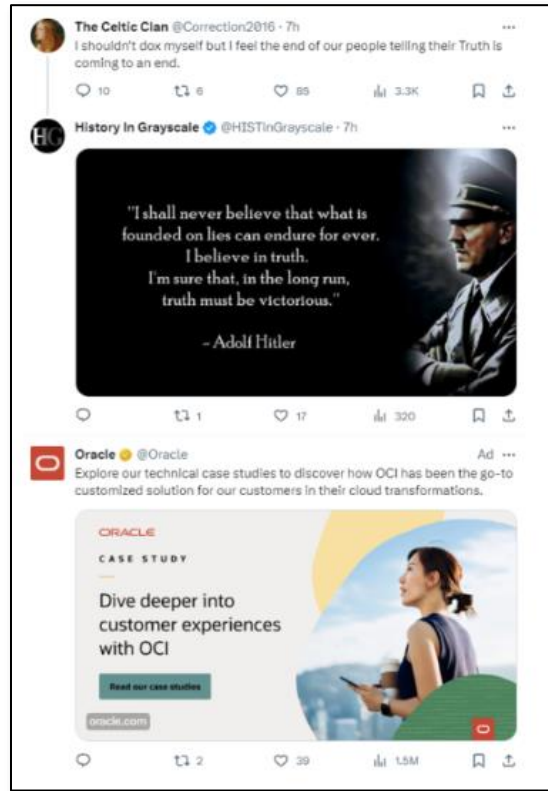 The Celtic Clan @Correction2016 · 7h
I shouldn't dox myself but I feel the end of our people telling their Truth is
coming to an end.
10 6 85 3.3K
HG
History In Grayscale @HISTInGrayscale · 7h
"I shall never believe that what is
founded on lies can endure for ever.
I believe in truth.
I'm sure that, in the long run,
truth must be victorious."
– Adolf Hitler
1 17 320
Oracle @Oracle Ad
Explore our technical case studies to discover how OCI has been the go-to
customized solution for our customers in their cloud transformations.
ORACLE
CASE STUDY
Dive deeper into
customer experiences
with OCI
Read our case studies
oracle.com
2 39 1.5M